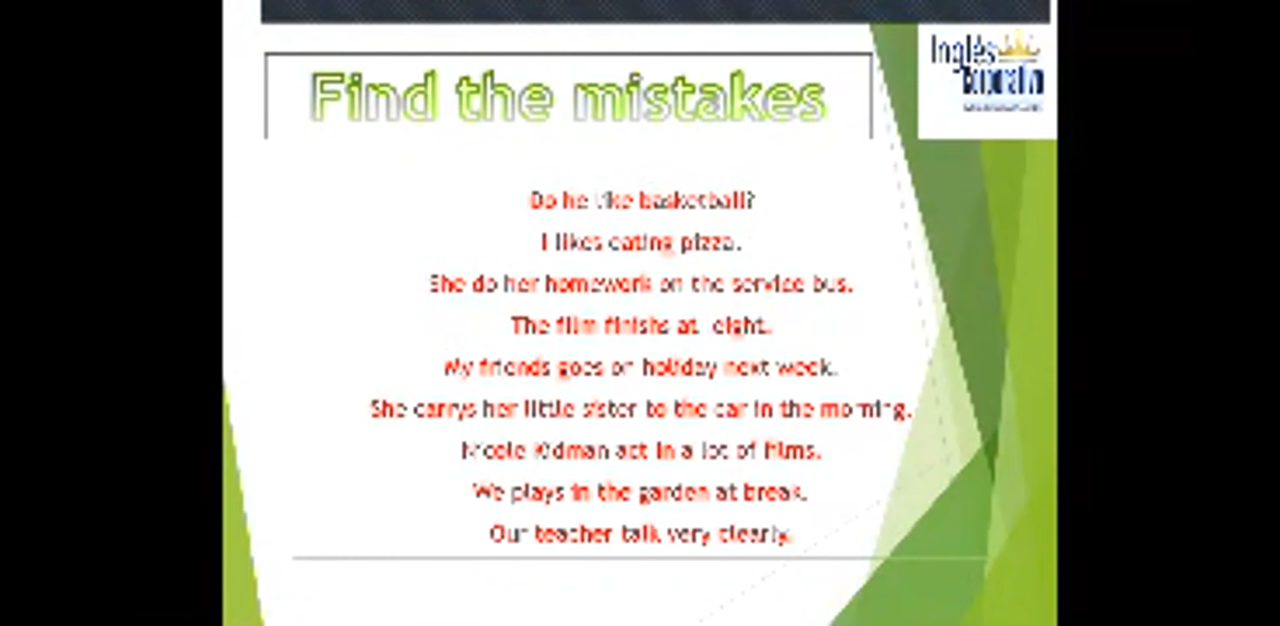 Find the mistakes
Inglés
Corporativo
Do he like basketball?
I likes eating pizza.
She do her homework on the service bus.
The film finishs at eight.
My friends goes on holiday next week.
She carrys her little sister to the car in the morning.
Nicole Kidman act in a lot of films.
We plays in the garden at break.
Our teacher talk very clearly.